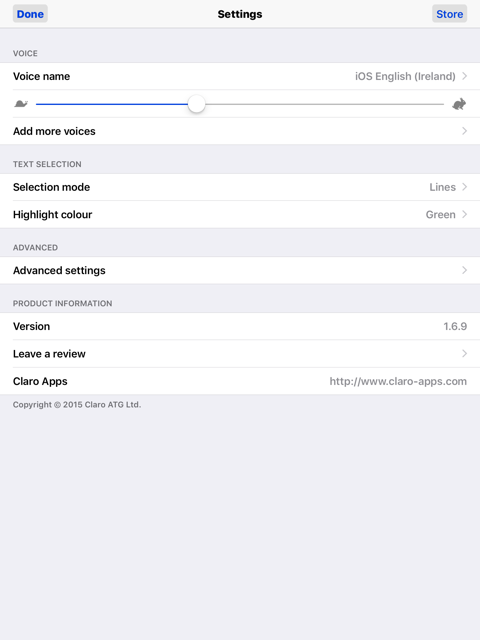 Done Settings Store
VOICE
Voice name iOS English (Ireland)
Add more voices
TEXT SELECTION
Selection mode Lines
Highlight colour Green
ADVANCED
Advanced settings
PRODUCT INFORMATION
Version 1.6.9
Leave a review
Claro Apps http://www.claro-apps.com
Copyright © 2015 Claro ATG Ltd.